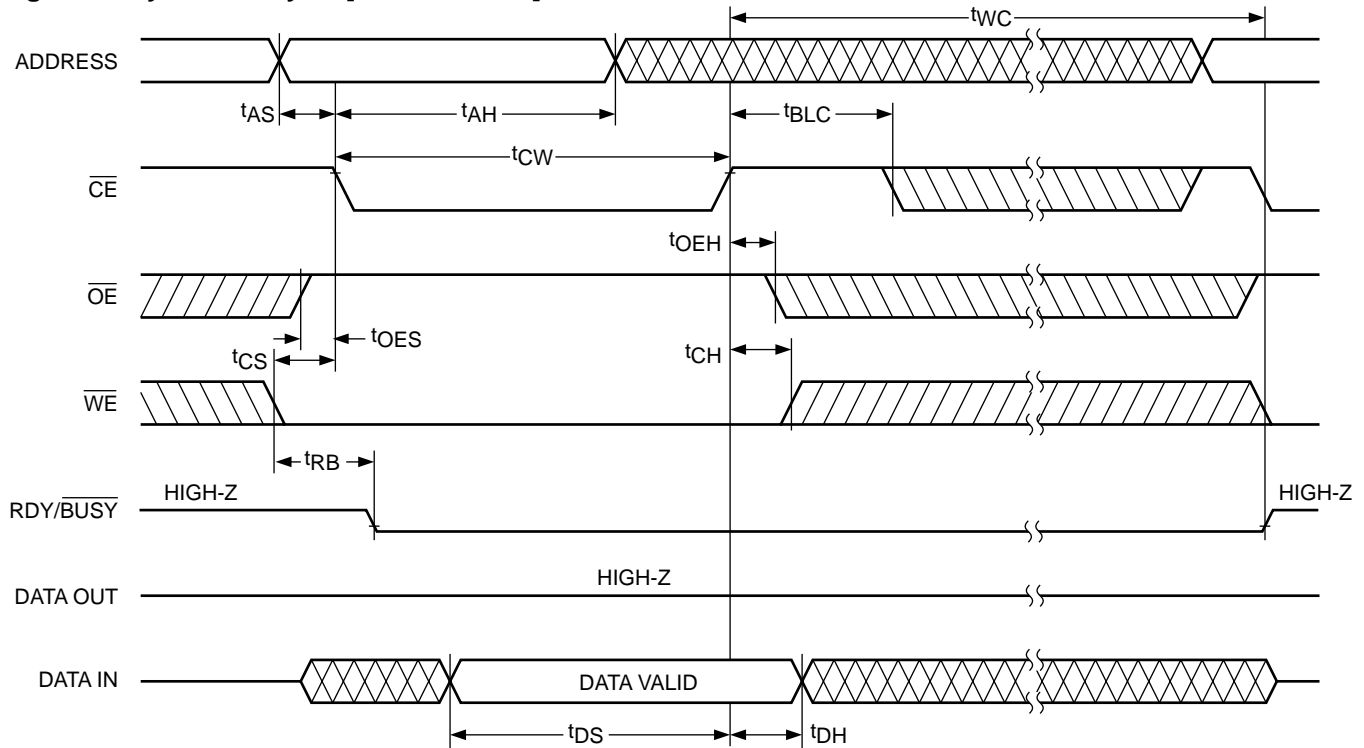 tWC
ADDRESS
tAS
tAH
tBLC
tCW
CE
tOEH
OE
tOES
tCS
tCH
WE
tRB
HIGH-Z
RDY/BUSY
HIGH-Z
HIGH-Z
DATA OUT
DATA IN
DATA VALID
tDS
tDH